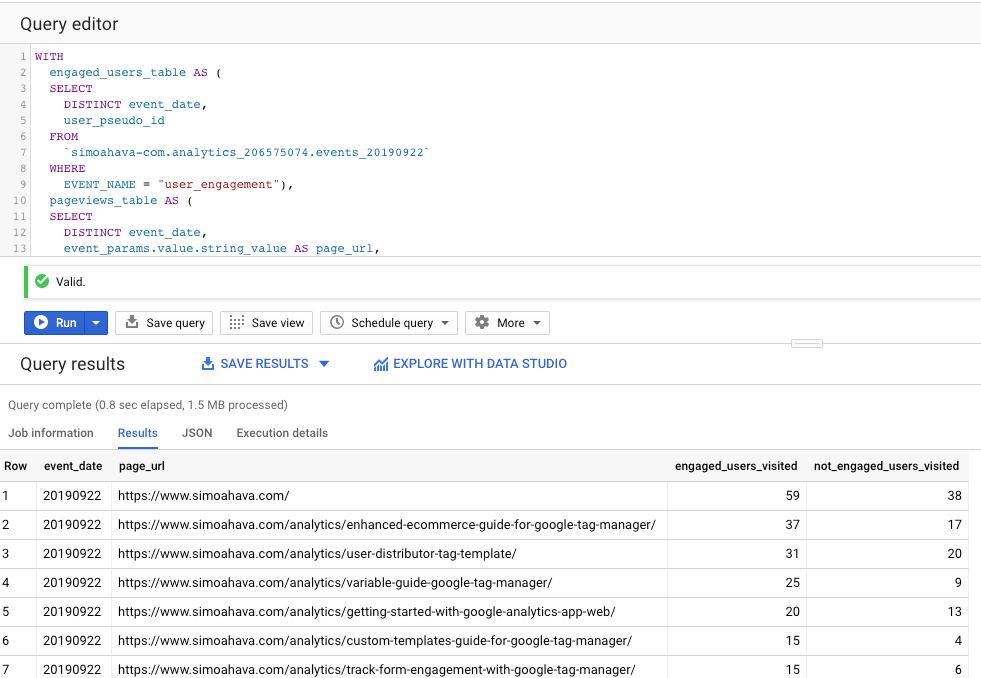 Query editor
1 WITH
2 engaged_users_table AS (
3 SELECT
4 DISTINCT event_date,
5 user_pseudo_id
6 FROM
7 `simoahava-com.analytics_206575074.events_20190922`
8 WHERE
9 EVENT_NAME = "user_engagement"),
10 pageviews_table AS (
11 SELECT
12 DISTINCT event_date,
13 event_params.value.string_value AS page_url,
Valid.
Run Save query Save view Schedule query More
Query results SAVE RESULTS EXPLORE WITH DATA STUDIO
Query complete (0.8 sec elapsed, 1.5 MB processed)
Job information Results JSON Execution details
Row event_date page_url engaged_users_visited not_engaged_users_visited
1 20190922 https://www.simoahava.com/ 59 38
2 20190922 https://www.simoahava.com/analytics/enhanced-ecommerce-guide-for-google-tag-manager/ 37 17
3 20190922 https://www.simoahava.com/analytics/user-distributor-tag-template/ 31 20
4 20190922 https://www.simoahava.com/analytics/variable-guide-google-tag-manager/ 25 9
5 20190922 https://www.simoahava.com/analytics/getting-started-with-google-analytics-app-web/ 20 13
6 20190922 https://www.simoahava.com/analytics/custom-templates-guide-for-google-tag-manager/ 15 4
7 20190922 https://www.simoahava.com/analytics/track-form-engagement-with-google-tag-manager/ 15 6